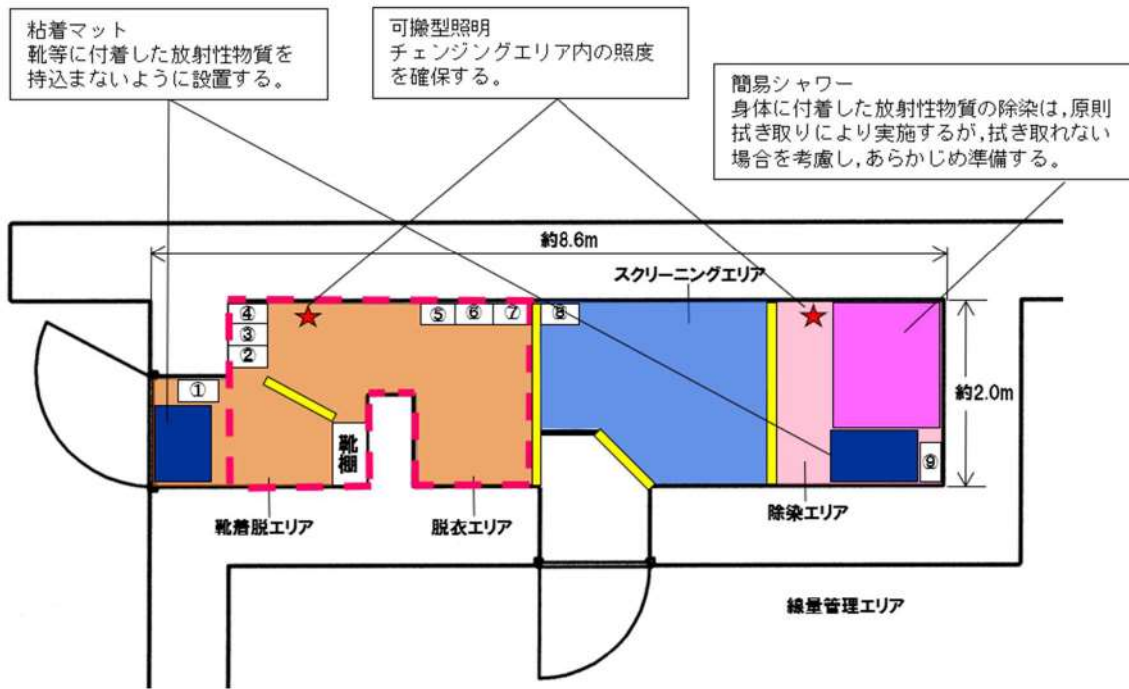 粘着マット
靴等に付着した放射性物質を
持込まないように設置する。
可搬型照明
チェンジングエリア内の照度
を確保する。
簡易シャワー
身体に付着した放射性物質の除染は,原則
拭き取りにより実施するが,拭き取れない
場合を考慮し,あらかじめ準備する。
約8.6m
スクリーニングエリア
④
③
②
①
⑤ ⑥ ⑦
⑧
約2.0m
靴棚
⑨
靴着脱エリア
脱衣エリア
除染エリア
線量管理エリア